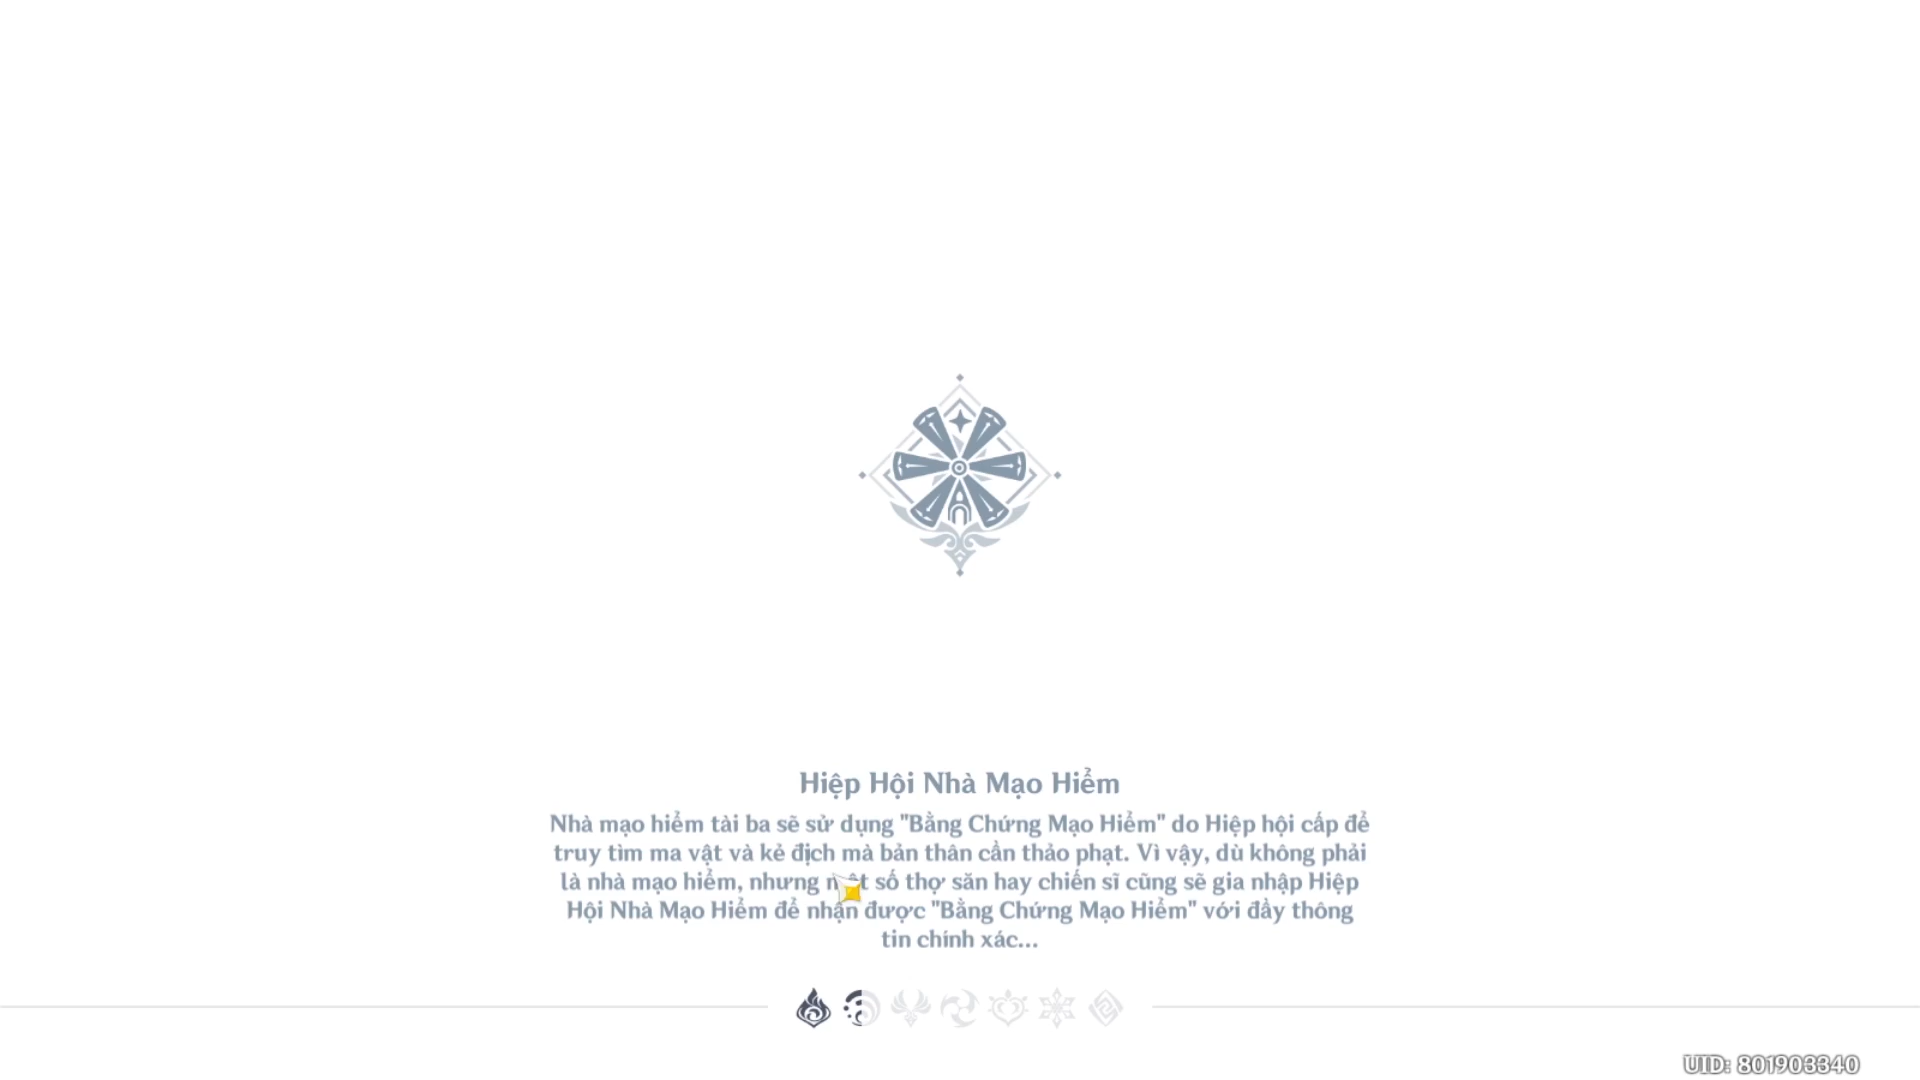 Hiệp Hội Nhà Mạo Hiểm
Nhà mạo hiểm tài ba sẽ sử dụng "Bằng Chứng Mạo Hiểm" do Hiệp hội cấp để
truy tìm ma vật và kẻ địch mà bản thân cần thảo phạt. Vì vậy, dù không phải
là nhà mạo hiểm, nhưng một số thợ săn hay chiến sĩ cũng sẽ gia nhập Hiệp
Hội Nhà Mạo Hiểm để nhận được "Bằng Chứng Mạo Hiểm" với đầy thông
tin chính xác...
UID: 801903340